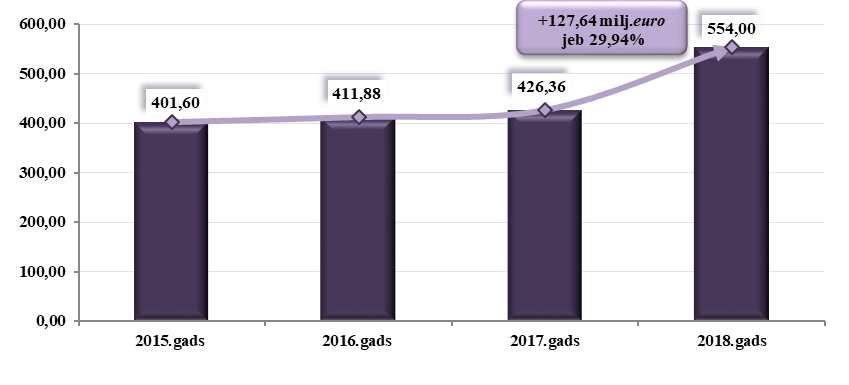 +127,64 milj.euro
jeb 29,94%
600,00
500,00
400,00
300,00
200,00
100,00
0,00
401,60
411,88
426,36
554,00
2015.gads
2016.gads
2017.gads
2018.gads